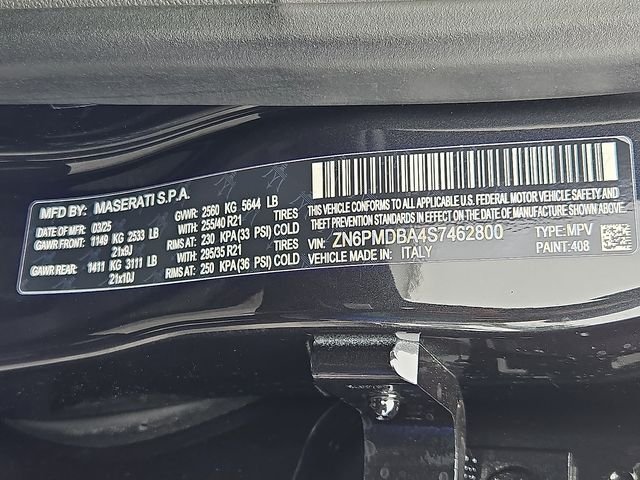 MFD BY: MASERATI S.P.A.
DATE OF MFR: 03/25 GVWR: 2560 KG 5644 LB
GAWR FRONT: 1149 KG 2533 LB WITH: 255/40 R21 TIRES
21x9J RIMS AT: 230 KPA (33 PSI) COLD
GAWR REAR: 1411 KG 3111 LB WITH: 295/35 R21 TIRES
21x10J RIMS AT: 250 KPA (36 PSI) COLD
THIS VEHICLE CONFORMS TO ALL APPLICABLE U.S. FEDERAL MOTOR VEHICLE SAFETY AND
THEFT PREVENTION STANDARDS IN EFFECT ON THE DATE OF MANUFACTURE SHOWN ABOVE.
VIN: ZN6PMDBA4S7462800 TYPE: MPV
VEHICLE MADE IN: ITALY PAINT: 408